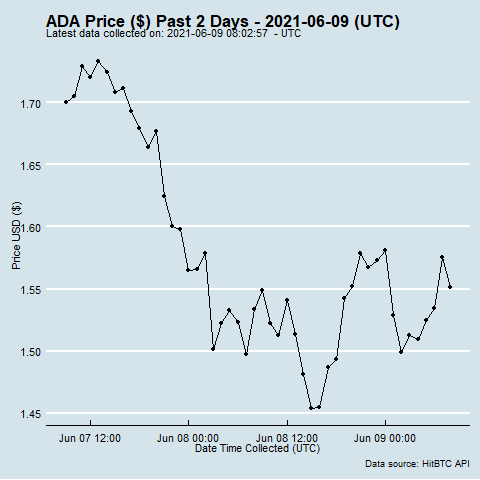 ADA Price ($) Past 2 Days - 2021-06-09 (UTC)
Latest data collected on: 2021-06-09 08:02:57 - UTC
1.70
1.65
1.60
1.55
1.50
1.45
Price USD ($)
Jun 07 12:00
Jun 08 00:00
Jun 08 12:00
Jun 09 00:00
Date Time Collected (UTC)
Data source: HitBTC API